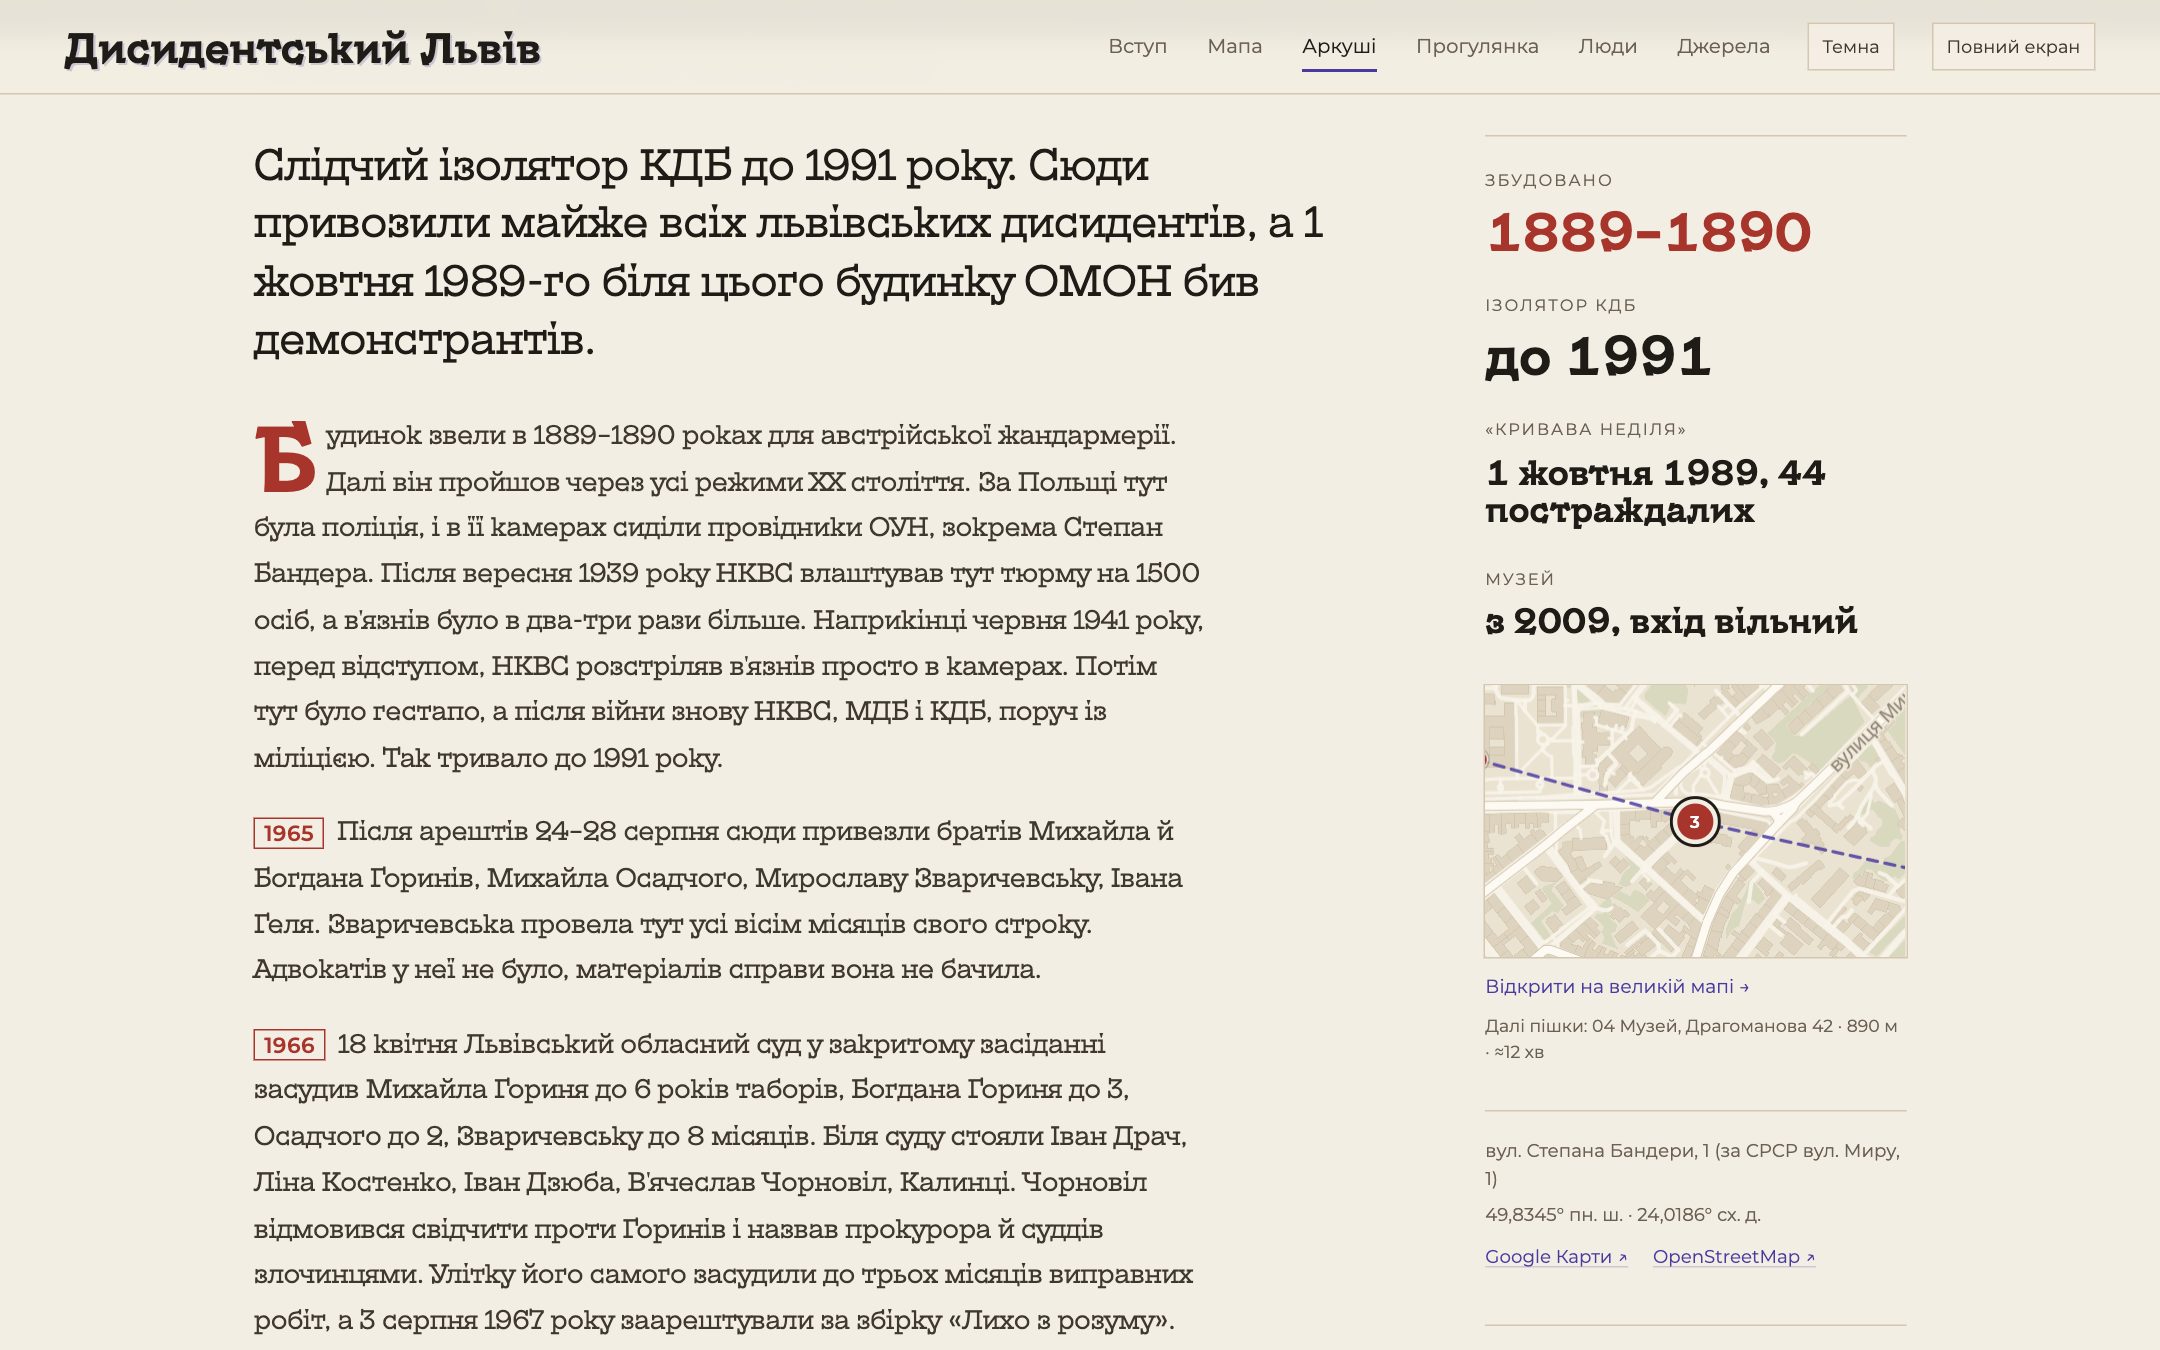 Дисидентський Львів
Вступ
Мапа
Аркуші
Прогулянка
Люди
Джерела
Темна
Повний екран
Слідчий ізолятор КДБ до 1991 року. Сюди
привозили майже всіх львівських дисидентів, а 1
жовтня 1989-го біля цього будинку ОМОН бив
демонстрантів.
Будинок звели в 1889–1890 роках для австрійської жандармерії.
Далі він пройшов через усі режими XX століття. За Польщі тут
була поліція, і в її камерах сиділи провідники ОУН, зокрема Степан
Бандера. Після вересня 1939 року НКВС влаштував тут тюрму на 1500
осіб, а в'язнів було в два-три рази більше. Наприкінці червня 1941 року,
перед відступом, НКВС розстріляв в'язнів просто в камерах. Потім
тут було гестапо, а після війни знову НКВС, МДБ і КДБ, поруч із
міліцією. Так тривало до 1991 року.
1965 Після арештів 24–28 серпня сюди привезли братів Михайла й
Богдана Горинів, Михайла Осадчого, Мирославу Зваричевську, Івана
Геля. Зваричевська провела тут усі вісім місяців свого строку.
Адвокатів у неї не було, матеріалів справи вона не бачила.
1966 18 квітня Львівський обласний суд у закритому засіданні
засудив Михайла Гориня до 6 років таборів, Богдана Гориня до 3,
Осадчого до 2, Зваричевську до 8 місяців. Біля суду стояли Іван Драч,
Ліна Костенко, Іван Дзюба, В'ячеслав Чорновіл, Калинці. Чорновіл
відмовився свідчити проти Горинів і назвав прокурора й суддів
злочинцями. Улітку його самого засудили до трьох місяців виправних
робіт, а 3 серпня 1967 року заарештували за збірку «Лихо з розуму».
ЗБУДОВАНО
1889–1890
ІЗОЛЯТОР КДБ
до 1991
«КРИВАВА НЕДІЛЯ»
1 жовтня 1989, 44
постраждалих
МУЗЕЙ
з 2009, вхід вільний
вулиця Ми
3
Відкрити на великій мапі →
Далі пішки: 04 Музей, Драгоманова 42 · 890 м
· ≈12 хв
вул. Степана Бандери, 1 (за СРСР вул. Миру,
1)
49,8345° пн. ш. · 24,0186° сх. д.
Google Карти ↗
OpenStreetMap ↗